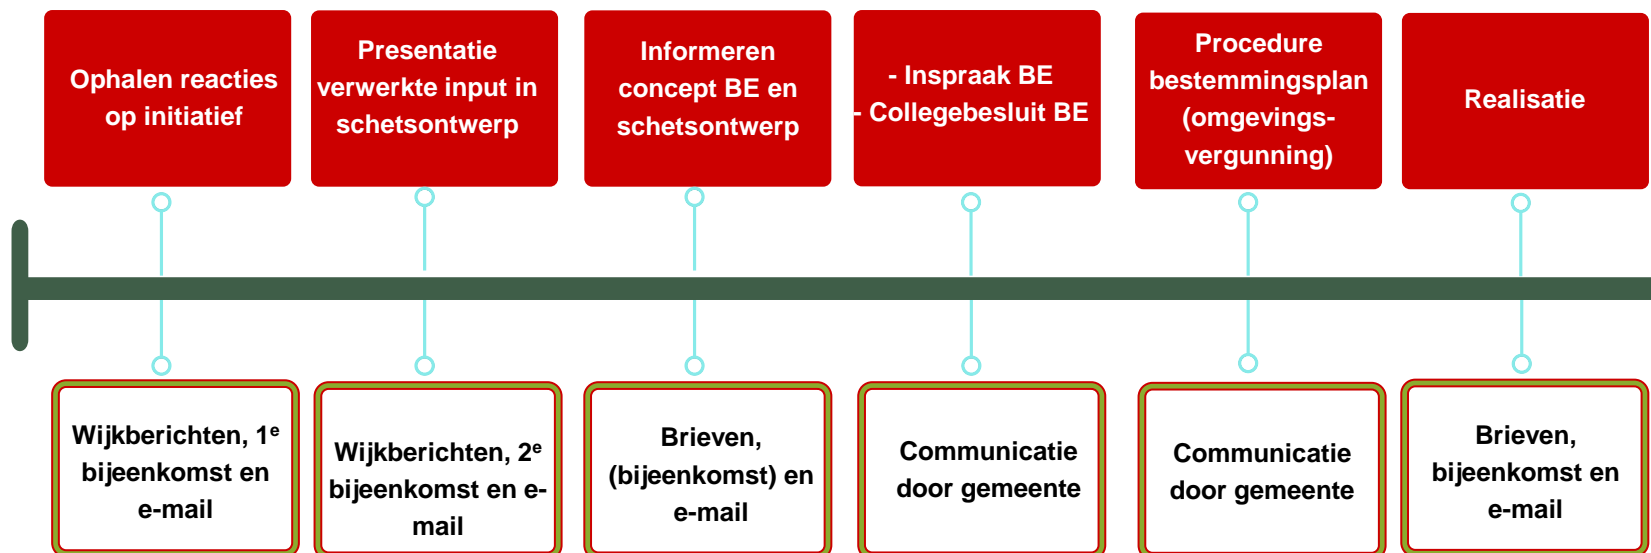 Ophalen reacties
op initiatief
Presentatie
verwerkte input in
schetsontwerp
Informeren
concept BE en
schetsontwerp
- Inspraak BE
- Collegebesluit BE
Procedure
bestemmingsplan
(omgevings-
vergunning)
Realisatie
Wijkberichten, 1e
bijeenkomst en
e-mail
Wijkberichten, 2e
bijeenkomst en e-
mail
Brieven,
(bijeenkomst) en
e-mail
Communicatie
door gemeente
Communicatie
door gemeente
Brieven,
bijeenkomst en
e-mail